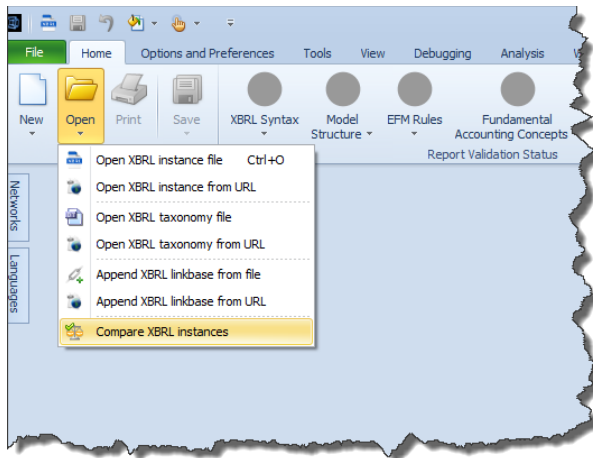 File Home Options and Preferences Tools View Debugging Analysis
New Open Print Save XBRL Syntax Model Structure EFM Rules Fundamental Accounting Concepts
Report Validation Status
Networks
Languages
Open XBRL instance file Ctrl+O
Open XBRL instance from URL
Open XBRL taxonomy file
Open XBRL taxonomy from URL
Append XBRL linkbase from file
Append XBRL linkbase from URL
Compare XBRL instances